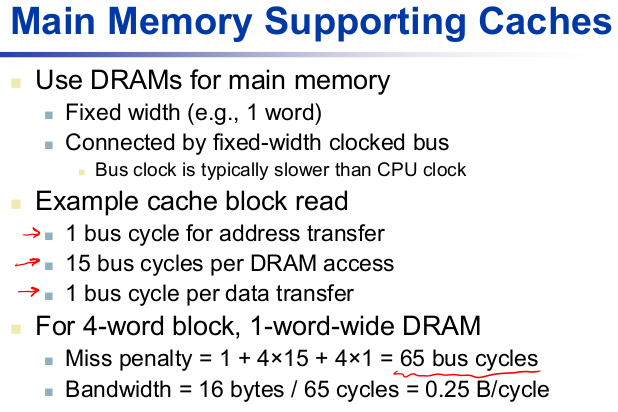 Main Memory Supporting Caches
Use DRAMs for main memory
Fixed width (e.g., 1 word)
Connected by fixed-width clocked bus
Bus clock is typically slower than CPU clock
Example cache block read
1 bus cycle for address transfer
15 bus cycles per DRAM access
1 bus cycle per data transfer
For 4-word block, 1-word-wide DRAM
Miss penalty = 1 + 4×15 + 4×1 = 65 bus cycles
Bandwidth = 16 bytes / 65 cycles = 0.25 B/cycle